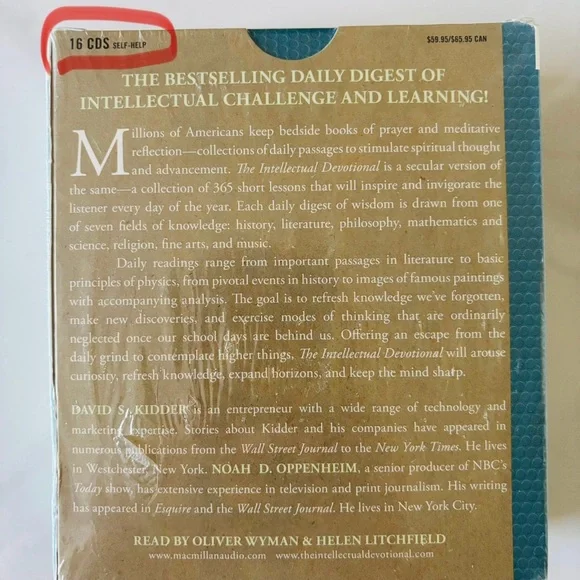 16 CDS SELF-HELP
$59.95/$65.95 CAN
THE BESTSELLING DAILY DIGEST OF
INTELLECTUAL CHALLENGE AND LEARNING!
Millions of Americans keep bedside books of prayer and meditative
reflection—collections of daily passages to stimulate spiritual thought
and advancement. The Intellectual Devotional is a secular version of
the same—a collection of 365 short lessons that will inspire and invigorate the
listener every day of the year. Each daily digest of wisdom is drawn from one
of seven fields of knowledge: history, literature, philosophy, mathematics and
science, religion, fine arts, and music.
Daily readings range from important passages in literature to basic
principles of physics, from pivotal events in history to images of famous paintings
with accompanying analysis. The goal is to refresh knowledge we've forgotten,
make new discoveries, and exercise modes of thinking that are ordinarily
neglected once our school days are behind us. Offering an escape from the
daily grind to contemplate higher things, The Intellectual Devotional will arouse
curiosity, refresh knowledge, expand horizons, and keep the mind sharp.
DAVID S. KIDDER is an entrepreneur with a wide range of technology and
marketing expertise. Stories about Kidder and his companies have appeared in
numerous publications from the Wall Street Journal to the New York Times. He lives
in Westchester, New York. NOAH D. OPPENHEIM, a senior producer of NBC's
Today show, has extensive experience in television and print journalism. His writing
has appeared in Esquire and the Wall Street Journal. He lives in New York City.
READ BY OLIVER WYMAN & HELEN LITCHFIELD
www.macmillanaudio.com www.theintellectualdevotional.com